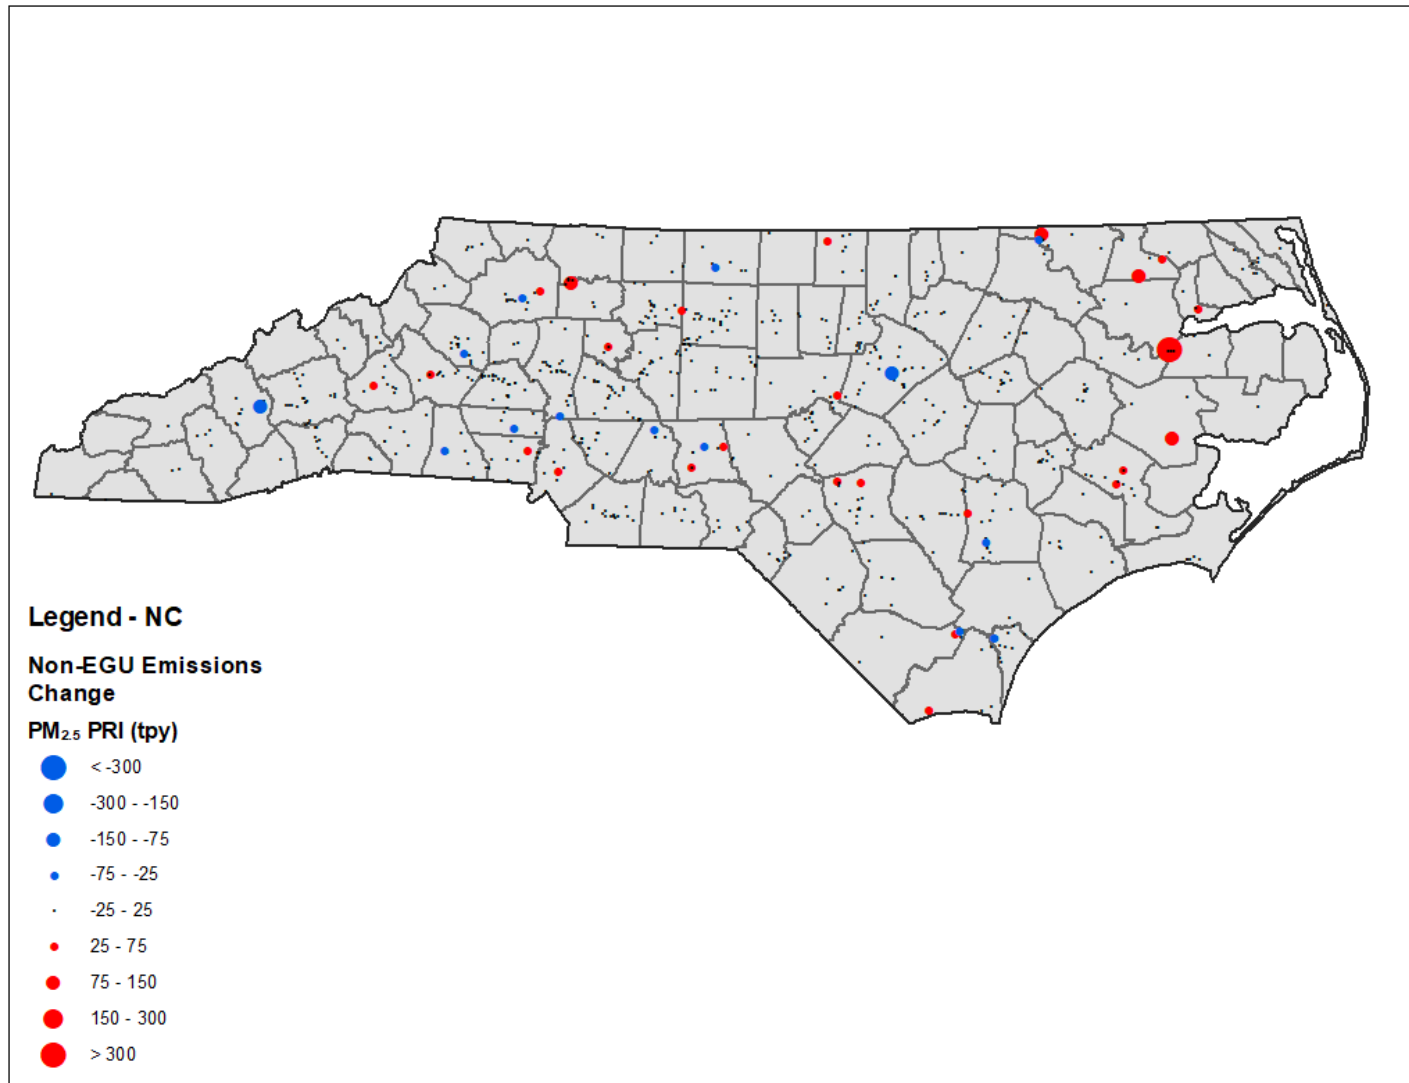 Legend - NC
Non-EGU Emissions
Change
PM₂.₅ PRI (tpy)
< -300
-300 - -150
-150 - -75
-75 - -25
-25 - 25
25 - 75
75 - 150
150 - 300
> 300